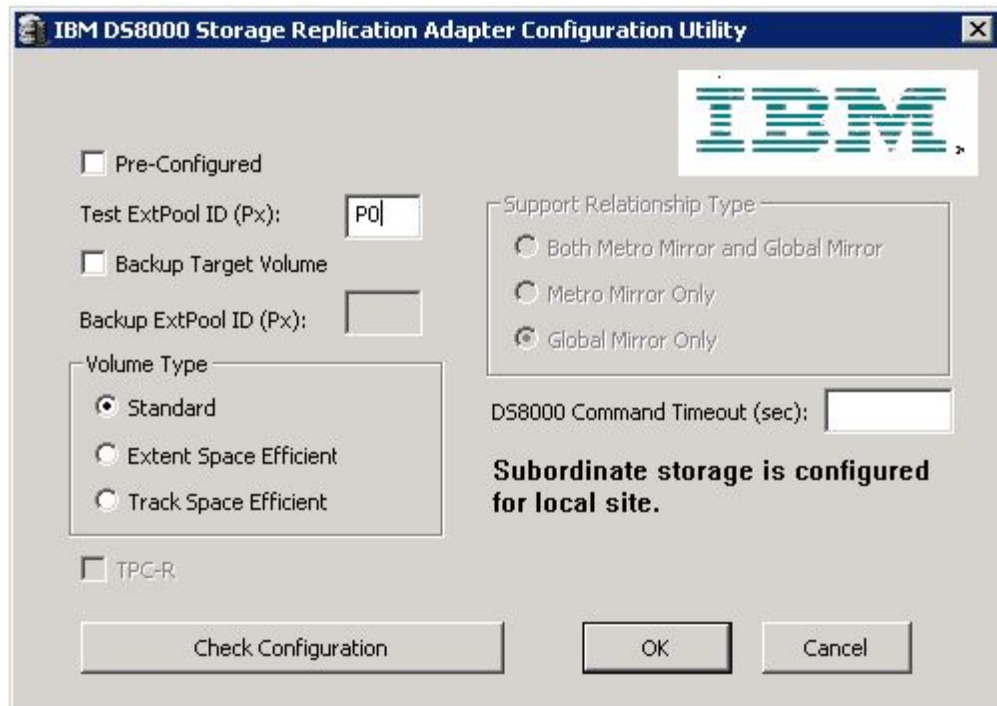 IBM DS8000 Storage Replication Adapter Configuration Utility
IBM
Pre-Configured
Test ExtPool ID (Px):
P0
Backup Target Volume
Backup ExtPool ID (Px):
Volume Type
Standard
Extent Space Efficient
Track Space Efficient
TPC-R
Support Relationship Type
Both Metro Mirror and Global Mirror
Metro Mirror Only
Global Mirror Only
DS8000 Command Timeout (sec):
Subordinate storage is configured
for local site.
Check Configuration
OK
Cancel